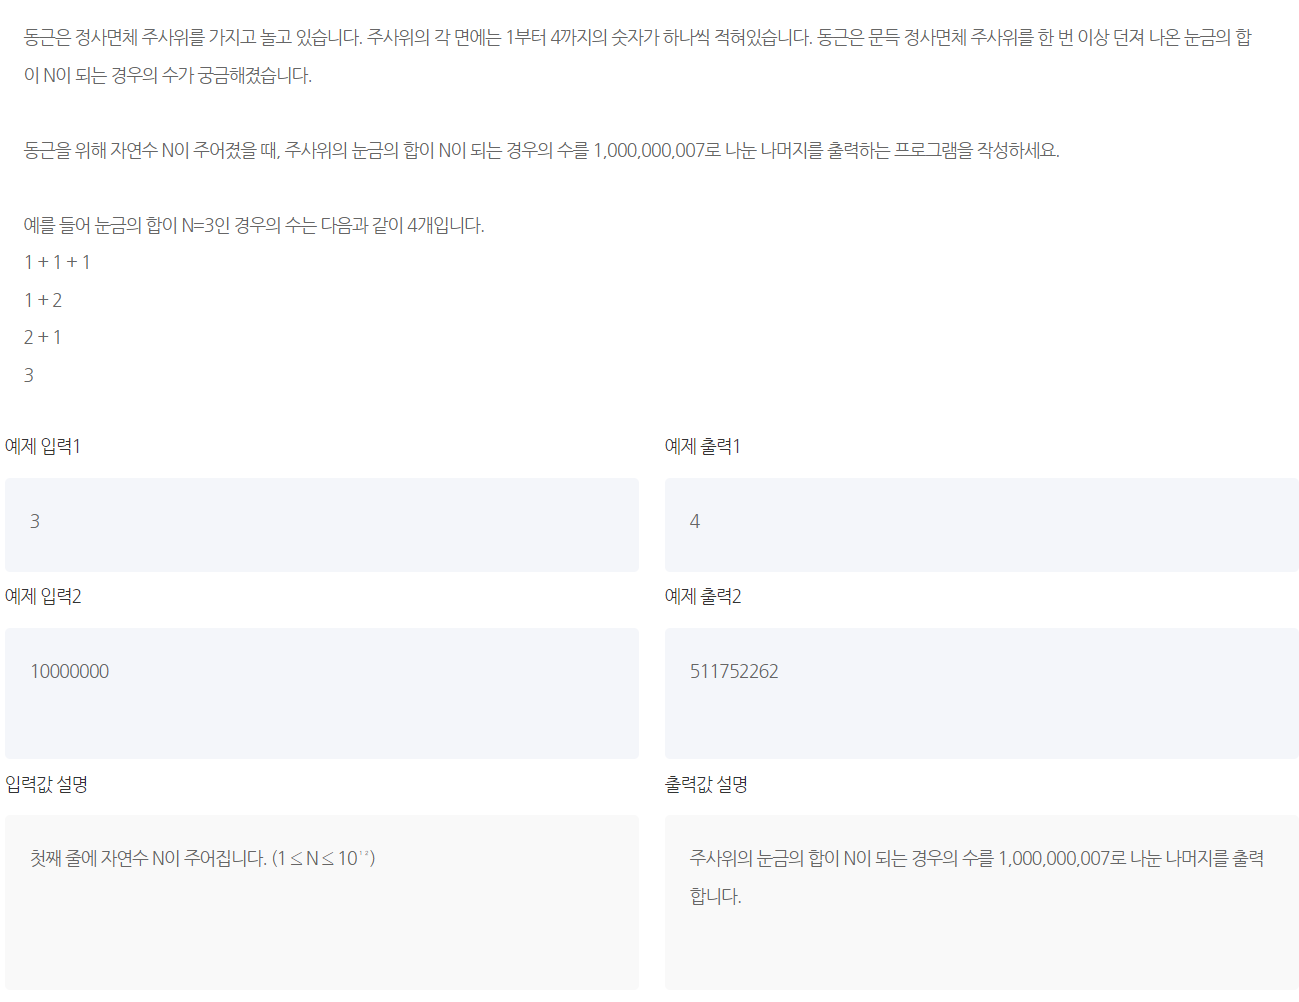 동근은 정사면체 주사위를 가지고 놀고 있습니다. 주사위의 각 면에는 1부터 4까지의 숫자가 하나씩 적혀있습니다. 동근은 문득 정사면체 주사위를 한 번 이상 던져 나온 눈금의 합
이 N이 되는 경우의 수가 궁금해졌습니다.
동근을 위해 자연수 N이 주어졌을 때, 주사위의 눈금의 합이 N이 되는 경우의 수를 1,000,000,007로 나눈 나머지를 출력하는 프로그램을 작성하세요.
예를 들어 눈금의 합이 N=3인 경우의 수는 다음과 같이 4개입니다.
1 + 1 + 1
1 + 2
2 + 1
3
예제 입력1
예제 출력1
3
4
예제 입력2
예제 출력2
10000000
511752262
입력값 설명
출력값 설명
첫째 줄에 자연수 N이 주어집니다. (1 ≤ N ≤ 10¹²)
주사위의 눈금의 합이 N이 되는 경우의 수를 1,000,000,007로 나눈 나머지를 출력
합니다.